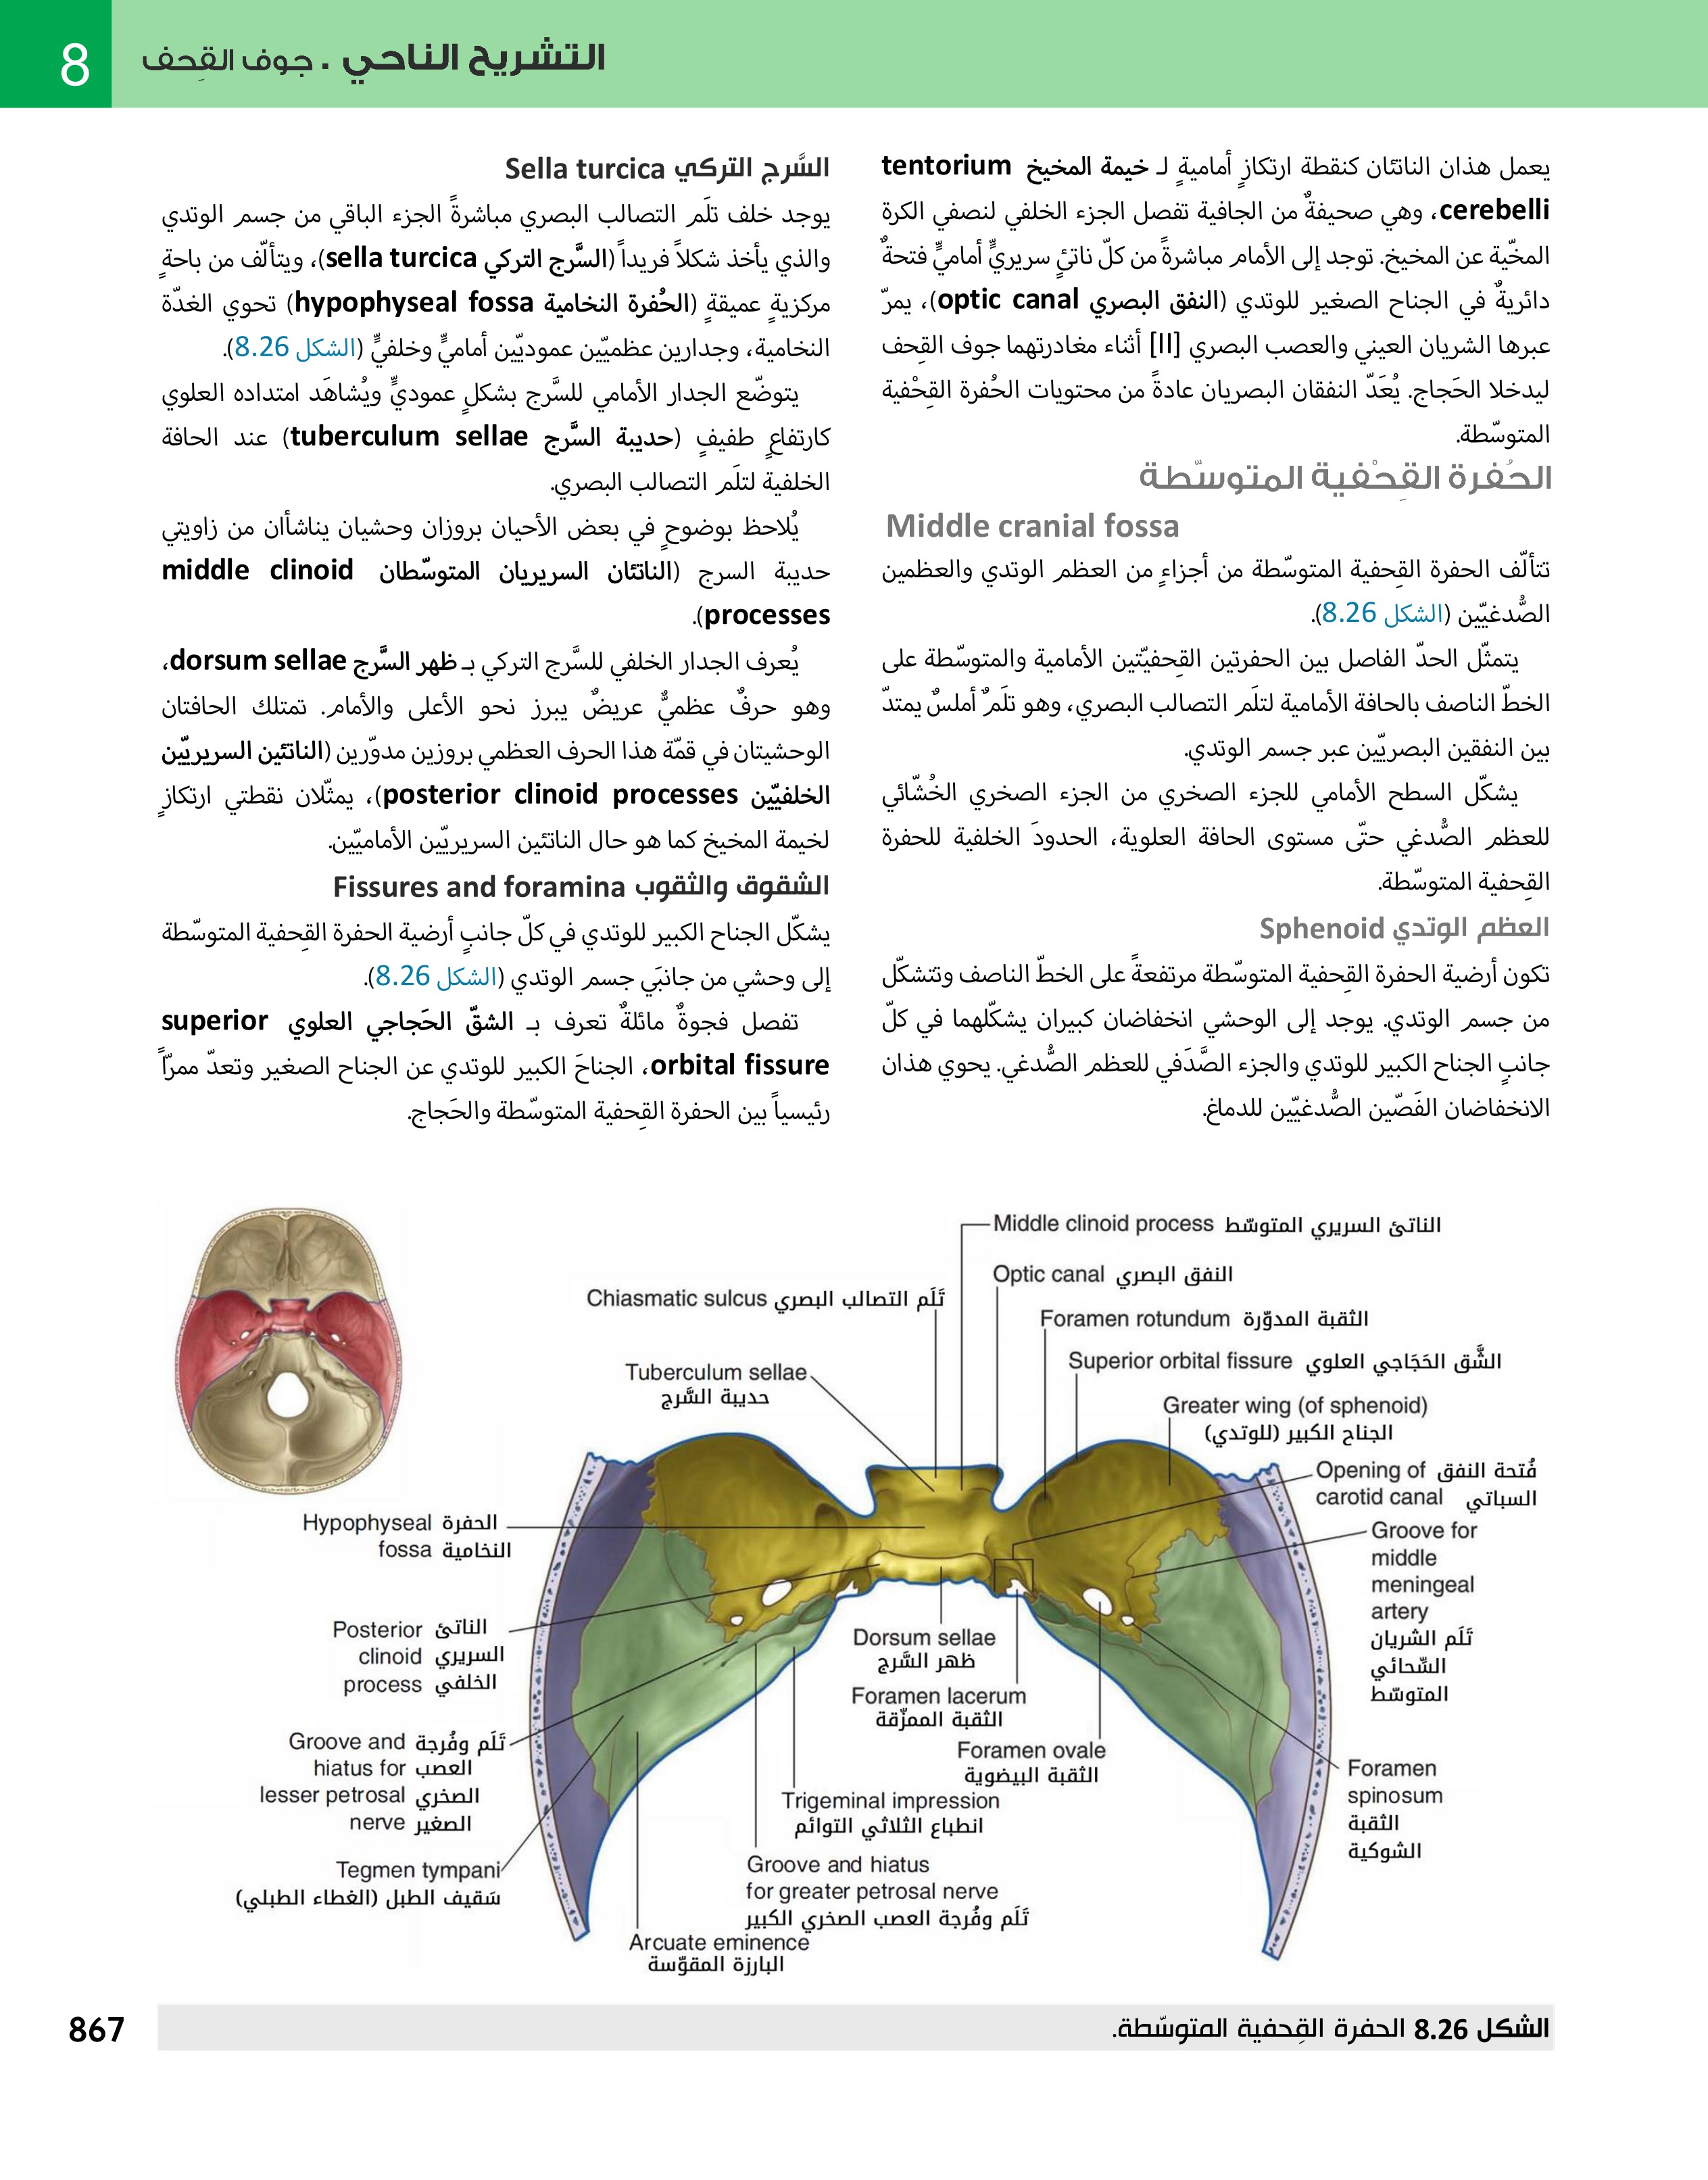 8
التشريح الناحي . جوف القِحف
يعمل هذان الناتئان كنقطة ارتكازٍ أماميةٍ لـ خيمة المخيخ tentorium
cerebelli، وهي صحيفةٌ من الجافية تفصل الجزء الخلفي لنصفي الكرة
المخّية عن المخيخ. توجد إلى الأمام مباشرةً من كلّ ناتئٍ سريريٍّ أماميٍّ فتحةٌ
دائريةٌ في الجناح الصغير للوتدي (النفق البصري optic canal)، يمرّ
عبرها الشريان العيني والعصب البصري [II] أثناء مغادرتهما جوف القِحف
ليدخلا الحَجاج. يُعَدّ النفقان البصريان عادةً من محتويات الحُفرة القِحْفية
المتوسّطة.
الحُفرة القِحْفية المتوسّطة
Middle cranial fossa
تتألّف الحفرة القِحفية المتوسّطة من أجزاءٍ من العظم الوتدي والعظمين
الصُّدغيّين (الشكل 8.26).
يتمثّل الحدّ الفاصل بين الحفرتين القِحفيّتين الأمامية والمتوسّطة على
الخطّ الناصف بالحافة الأمامية لتلَم التصالب البصري، وهو تلَمٌ أملسٌ يمتدّ
بين النفقين البصريّين عبر جسم الوتدي.
يشكّل السطح الأمامي للجزء الصخري من الجزء الصخري الخُشّائي
للعظم الصُّدغي حتّى مستوى الحافة العلوية، الحدودَ الخلفية للحفرة
القِحفية المتوسّطة.
العظم الوتدي Sphenoid
تكون أرضية الحفرة القِحفية المتوسّطة مرتفعةً على الخطّ الناصف وتتشكّل
من جسم الوتدي. يوجد إلى الوحشي انخفاضان كبيران يشكّلهما في كلّ
جانبٍ الجناح الكبير للوتدي والجزء الصَّدَفي للعظم الصُّدغي. يحوي هذان
الانخفاضان الفَصّين الصُّدغيّين للدماغ.
السَّرج التركي Sella turcica
يوجد خلف تلَم التصالب البصري مباشرةً الجزء الباقي من جسم الوتدي
والذي يأخذ شكلاً فريداً (السَّرج التركي sella turcica)، ويتألّف من باحةٍ
مركزيةٍ عميقةٍ (الحُفرة النخامية hypophyseal fossa) تحوي الغدّة
النخامية، وجدارين عظميّين عموديّين أماميٍّ وخلفيٍّ (الشكل 8.26).
يتوضّع الجدار الأمامي للسَّرج بشكلٍ عموديٍّ ويُشاهَد امتداده العلوي
كارتفاعٍ طفيفٍ (حديبة السَّرج tuberculum sellae) عند الحافة
الخلفية لتلَم التصالب البصري.
يُلاحظ بوضوحٍ في بعض الأحيان بروزان وحشيان يناشأان من زاويتي
حديبة السرج (الناتئان السريريان المتوسّطان middle clinoid
processes).
يُعرف الجدار الخلفي للسَّرج التركي بـ ظهر السَّرج dorsum sellae،
وهو حرفٌ عظميٌّ عريضٌ يبرز نحو الأعلى والأمام. تمتلك الحافتان
الوحشيتان في قمّة هذا الحرف العظمي بروزين مدوّرين (الناتئين السريريّين
الخلفيّين posterior clinoid processes)، يمثّلان نقطتي ارتكازٍ
لخيمة المخيخ كما هو حال الناتئين السريريّين الأماميّين.
الشقوق والثقوب Fissures and foramina
يشكّل الجناح الكبير للوتدي في كلّ جانبٍ أرضية الحفرة القِحفية المتوسّطة
إلى وحشي من جانبَي جسم الوتدي (الشكل 8.26).
تفصل فجوةٌ مائلةٌ تعرف بـ الشقّ الحَجاجي العلوي superior
orbital fissure، الجناحَ الكبير للوتدي عن الجناح الصغير وتعدّ ممرّاً
رئيسياً بين الحفرة القِحفية المتوسّطة والحَجاج.
Middle clinoid process الناتئ السريري المتوسّط
Optic canal النفق البصري
Chiasmatic sulcus تَلَم التصالب البصري
Foramen rotundum الثقبة المدوّرة
Superior orbital fissure الشَّق الحَجَاجي العلوي
Tuberculum sellae
حديبة السَّرج
Greater wing (of sphenoid)
الجناح الكبير (للوتدي)
Opening of فُتحة النفق
carotid canal السباتي
Hypophyseal الحفرة
fossa النخامية
Groove for
middle
meningeal
artery
تَلَم الشريان
السِّحائي
المتوسّط
Posterior الناتئ
clinoid السريري
process الخلفي
Dorsum sellae
ظهر السَّرج
Foramen lacerum
الثقبة الممزّقة
Foramen ovale
الثقبة البيضوية
Groove and تَلَم وفُرجة
hiatus for العصب
lesser petrosal الصخري
nerve الصغير
Foramen
spinosum
الثقبة
الشوكية
Trigeminal impression
انطباع الثلاثي التوائم
Tegmen tympani
سَقيف الطبل (الغطاء الطبلي)
Groove and hiatus
for greater petrosal nerve
تَلَم وفُرجة العصب الصخري الكبير
Arcuate eminence
البارزة المقوّسة
الشكل 8.26 الحفرة القِحفية المتوسّطة.
867